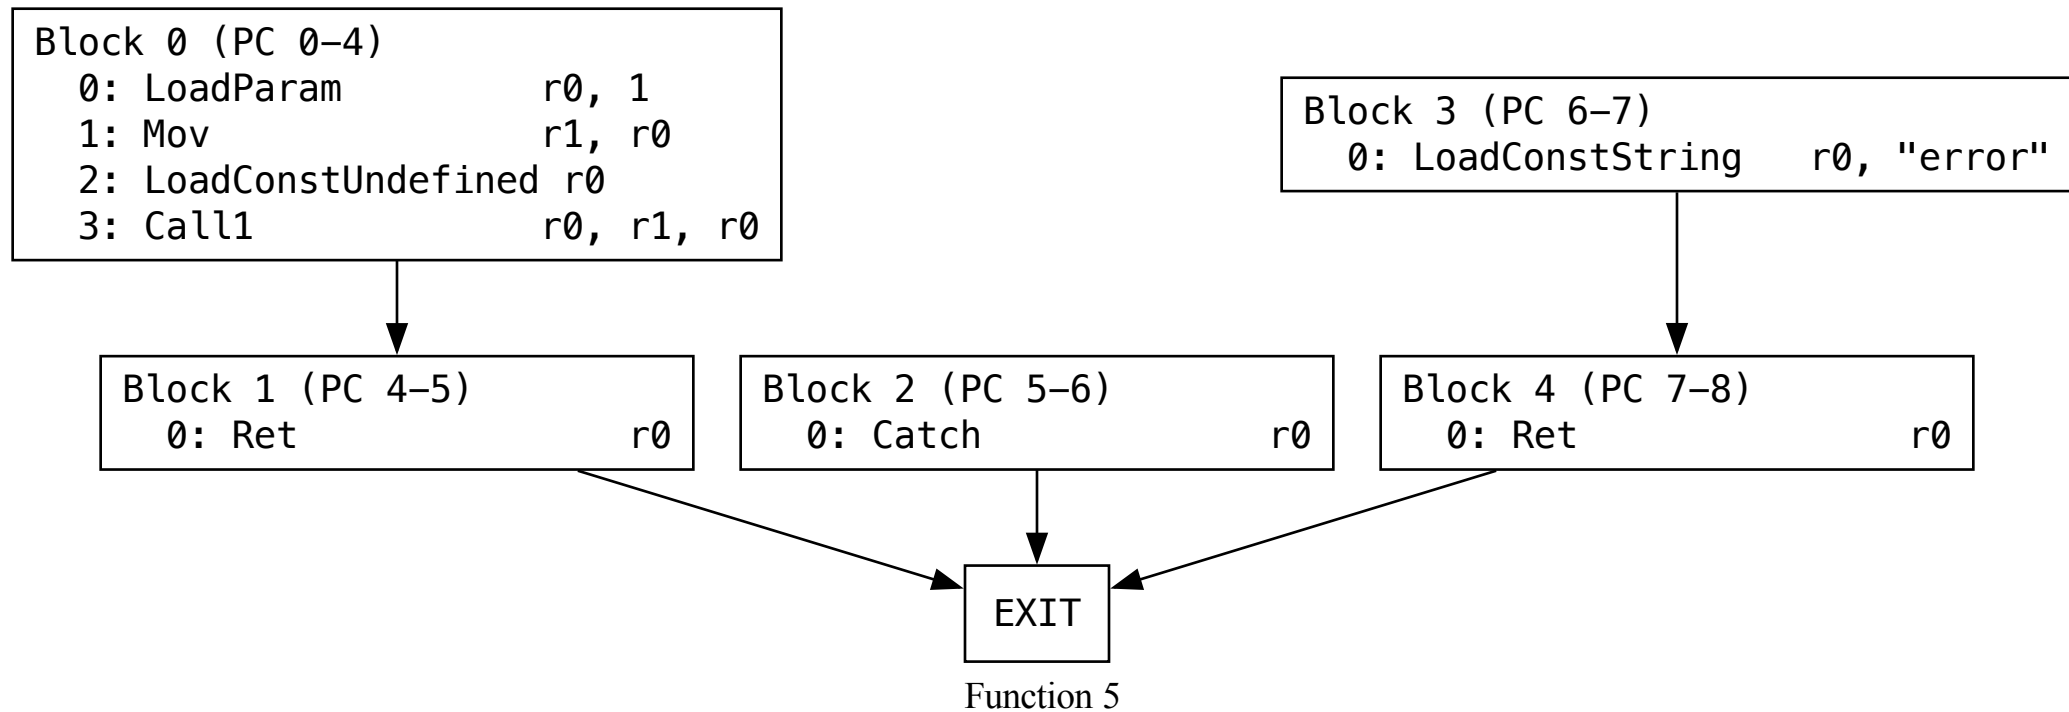 Block 0 (PC 0–4)
0: LoadParam r0, 1
1: Mov r1, r0
2: LoadConstUndefined r0
3: Call1 r0, r1, r0
Block 3 (PC 6–7)
0: LoadConstString r0, "error"
Block 1 (PC 4–5)
0: Ret r0
Block 2 (PC 5–6)
0: Catch r0
Block 4 (PC 7–8)
0: Ret r0
EXIT
Function 5